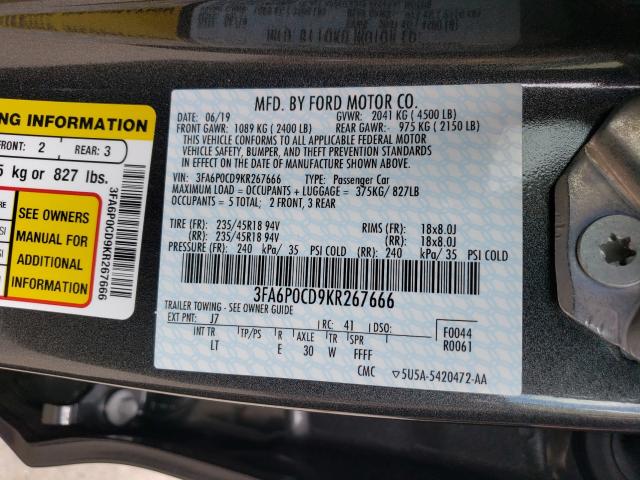 MFD. BY FORD MOTOR CO.
DATE: 06/19 GVWR: 2041 KG ( 4500 LB)
FRONT GAWR: 1089 KG ( 2400 LB) REAR GAWR: 975 KG ( 2150 LB)
THIS VEHICLE CONFORMS TO ALL APPLICABLE FEDERAL MOTOR
VEHICLE SAFETY, BUMPER, AND THEFT PREVENTION STANDARDS IN
EFFECT ON THE DATE OF MANUFACTURE SHOWN ABOVE.
VIN: 3FA6P0CD9KR267666 TYPE: Passenger Car
MAXIMUM LOAD = OCCUPANTS + LUGGAGE = 375KG/ 827LB
OCCUPANTS = 5 TOTAL; 2 FRONT, 3 REAR
TIRE (FR): 235/45R18 94V RIMS (FR): 18x8.0J
(RR): 235/45R18 94V (RR): 18x8.0J
PRESSURE (FR): 240 kPa/ 35 PSI COLD (RR): 240 kPa/ 35 PSI COLD
3FA6P0CD9KR267666
TRAILER TOWING - SEE OWNER GUIDE
EXT PNT: J7 RC: 41 DSO: F0044
R0061
INT TR TP/PS R AXLE TR SPR
LT E 30 W FFFF
CMC ▽5U5A-5420472-AA
NG INFORMATION
FRONT: 2 REAR: 3
5 kg or 827 lbs.
SEE OWNERS
MANUAL FOR
ADDITIONAL
INFORMATION
3FA6P0CD9KR267666